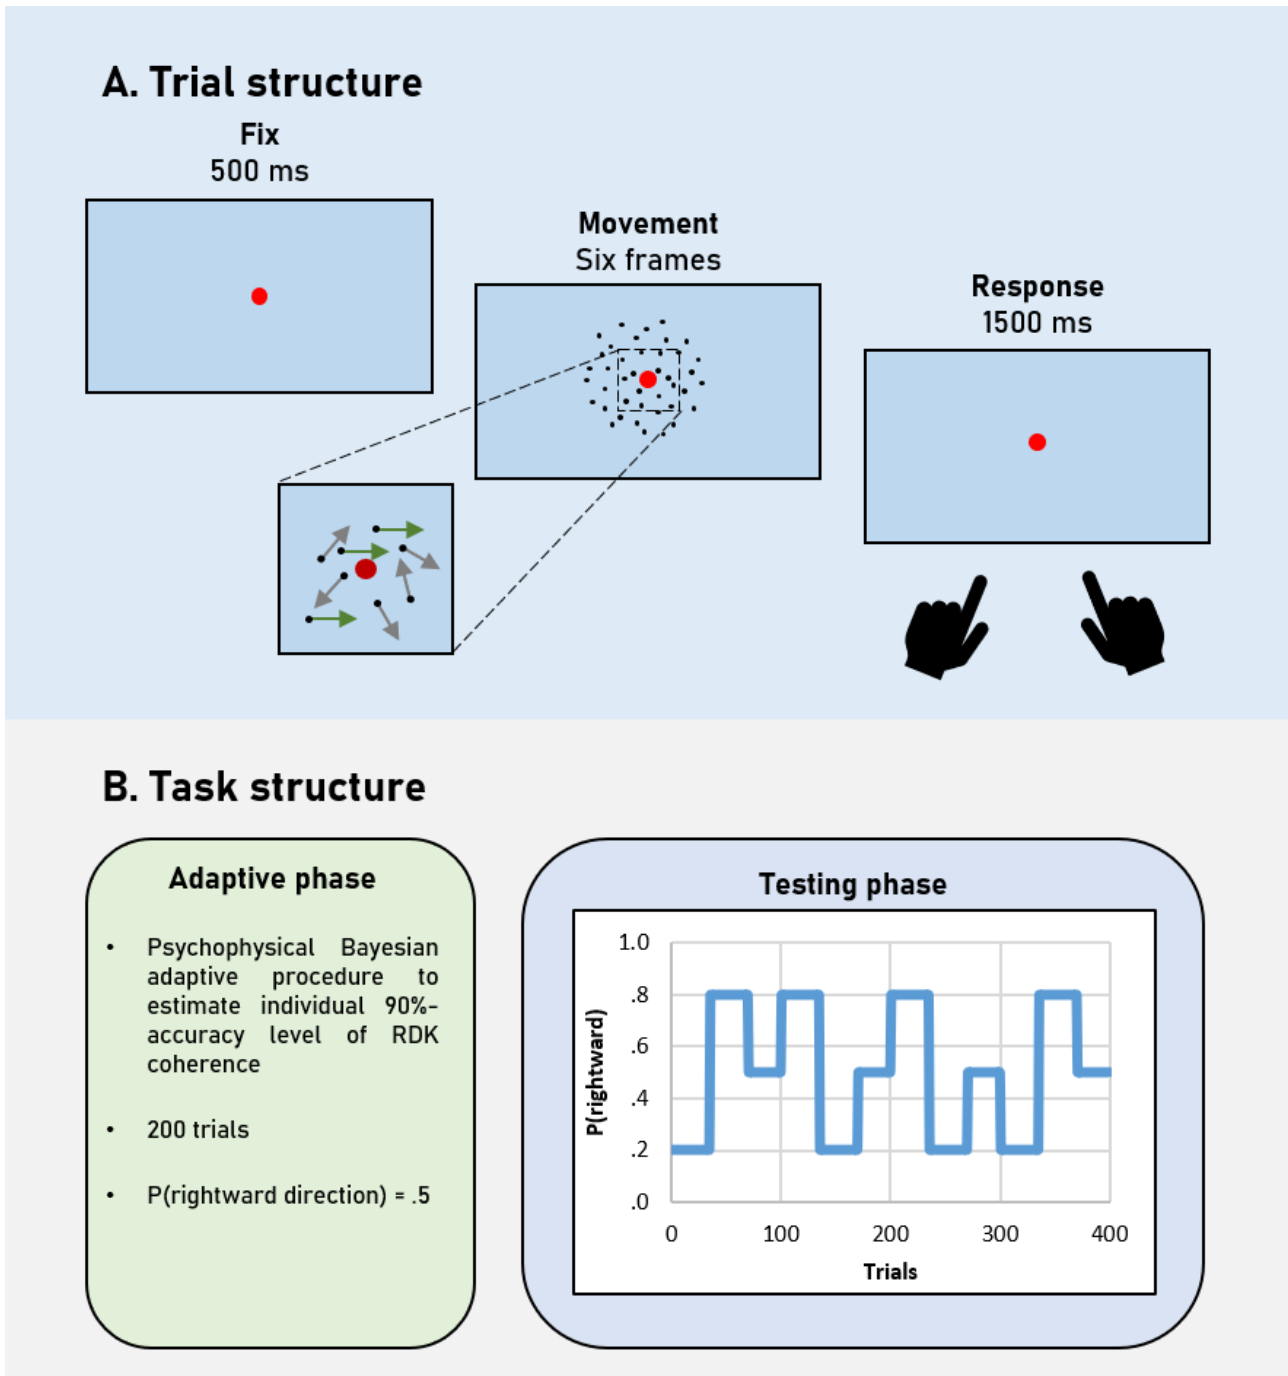 A. Trial structure
Fix
500 ms
Movement
Six frames
Response
1500 ms
B. Task structure
Adaptive phase
• Psychophysical Bayesian
adaptive procedure to
estimate individual 90%-
accuracy level of RDK
coherence
• 200 trials
• P(rightward direction) = .5
Testing phase
P(rightward)
1.0
.8
.6
.4
.2
.0
0 100 200 300 400
Trials